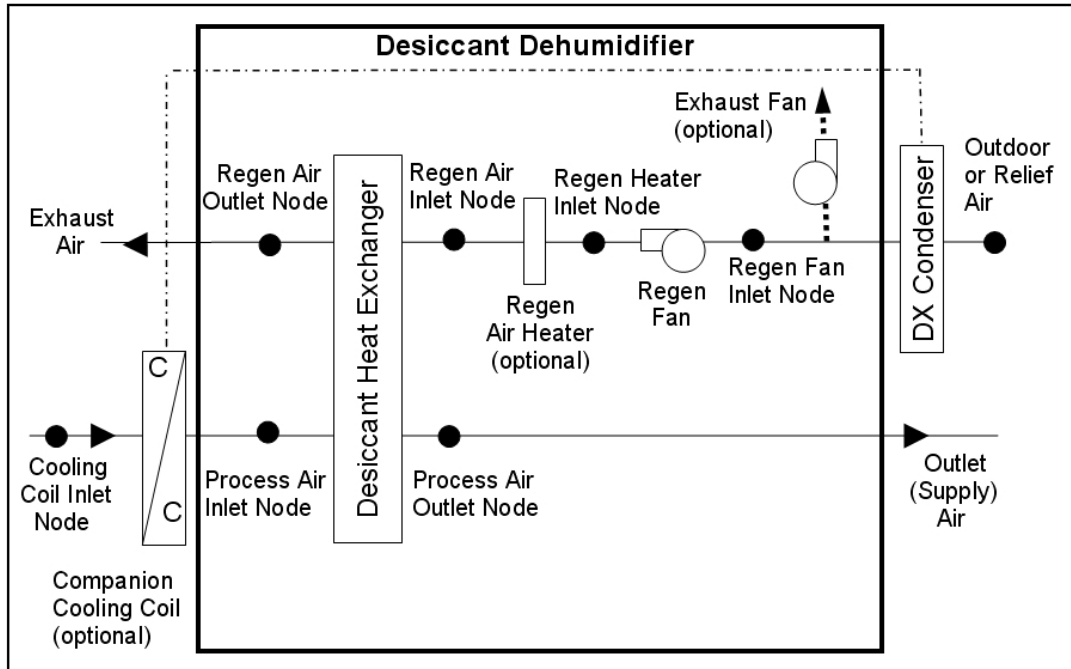 Desiccant Dehumidifier
Exhaust Fan
(optional)
Outdoor
or Relief
Air
Regen Air
Outlet Node
Regen Air
Inlet Node
Regen Heater
Inlet Node
Exhaust
Air
Regen Fan
Inlet Node
DX Condenser
Regen
Air Heater
(optional)
Regen
Fan
Desiccant Heat Exchanger
C
C
Cooling
Coil Inlet
Node
Process Air
Inlet Node
Process Air
Outlet Node
Outlet
(Supply)
Air
Companion
Cooling Coil
(optional)